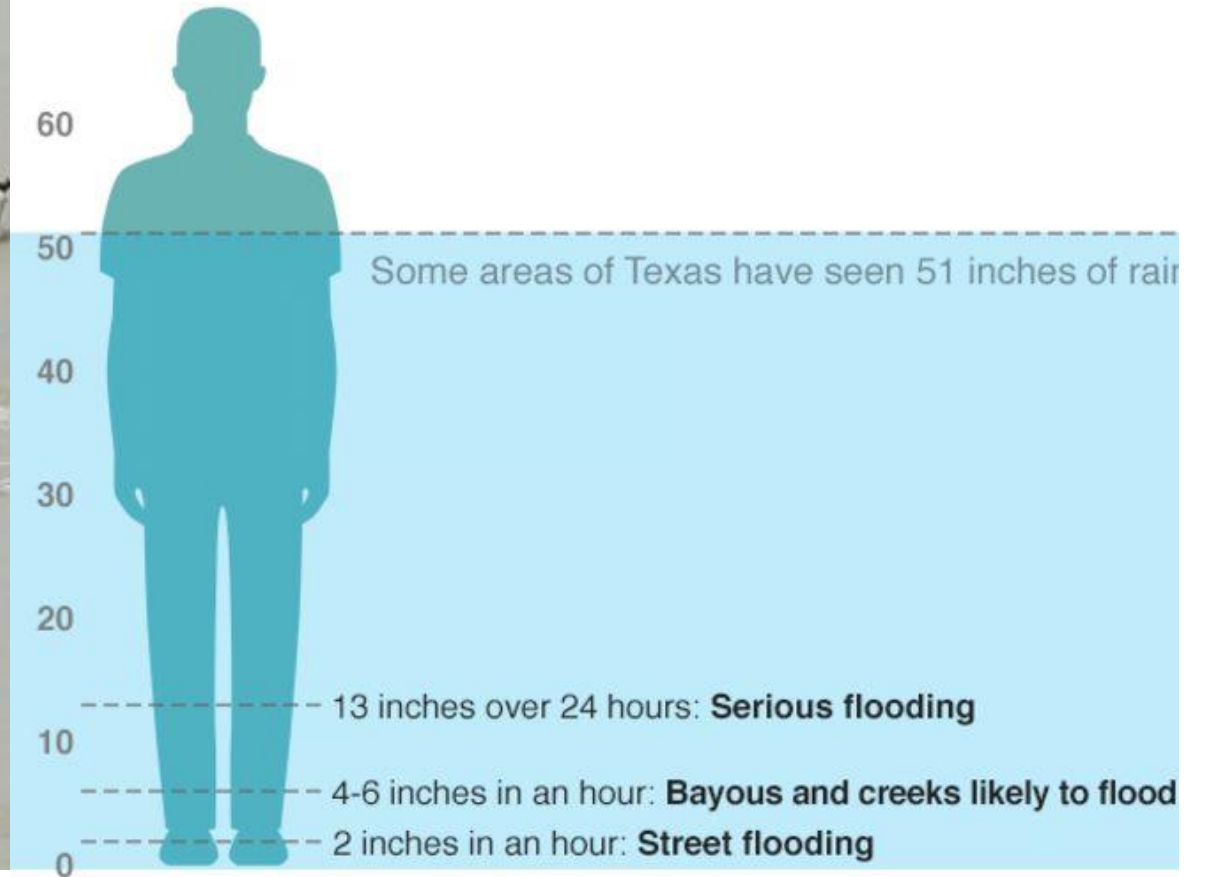 60
50
Some areas of Texas have seen 51 inches of rain
40
30
20
13 inches over 24 hours: Serious flooding
10
4-6 inches in an hour: Bayous and creeks likely to flood
2 inches in an hour: Street flooding
0